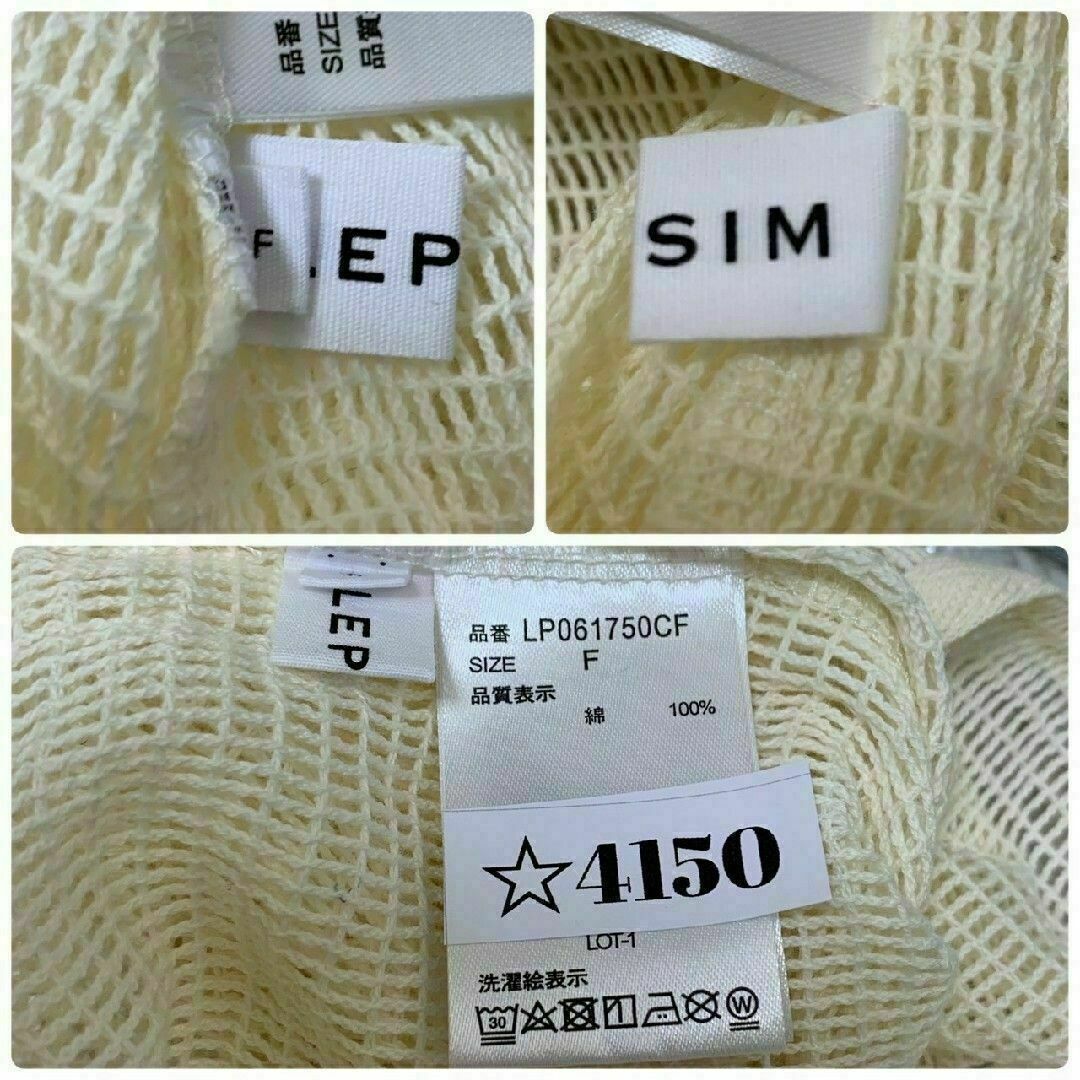 品番
SIZE
品質
F
LEP
SIM
LEP
品番 LP061750CF
SIZE F
品質表示
綿 100%
☆4150
LOT-1
洗濯絵表示
30
W